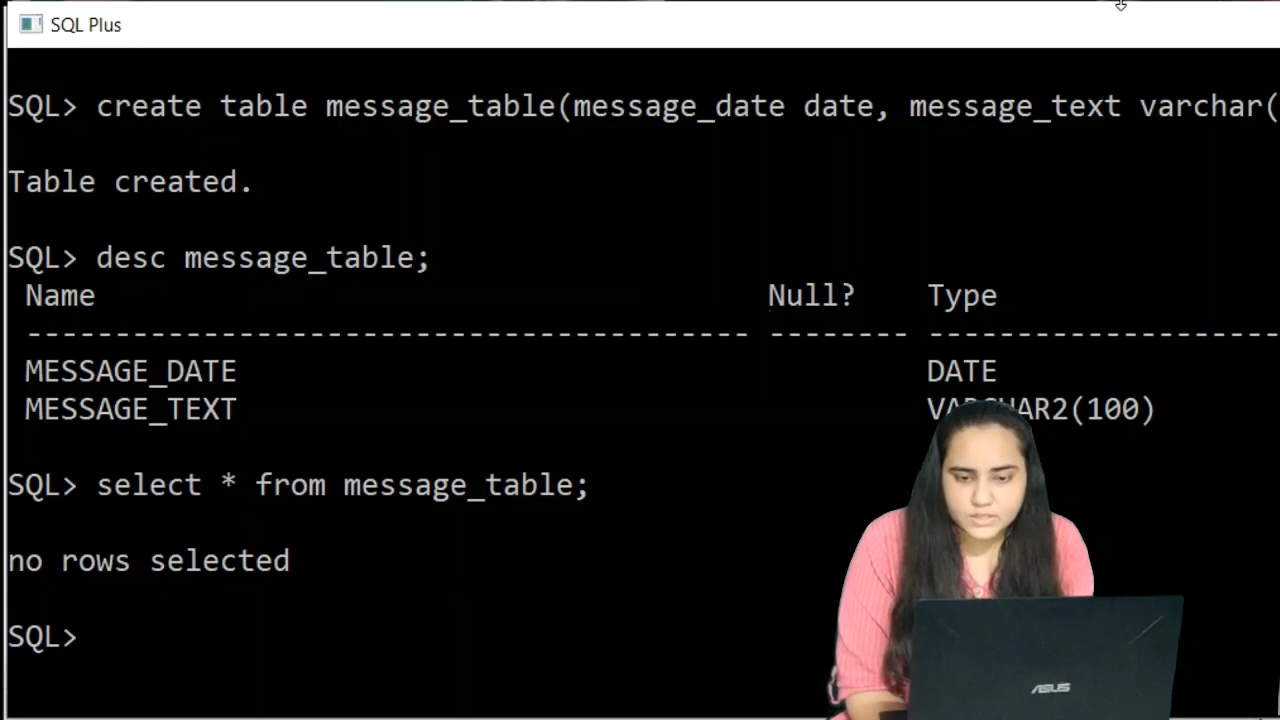 SQL Plus
SQL> create table message_table(message_date date, message_text varchar(
Table created.
SQL> desc message_table;
Name Null? Type
----------------------------------------- -------- --------------------
MESSAGE_DATE DATE
MESSAGE_TEXT VARCHAR2(100)
SQL> select * from message_table;
no rows selected
SQL>
ASUS